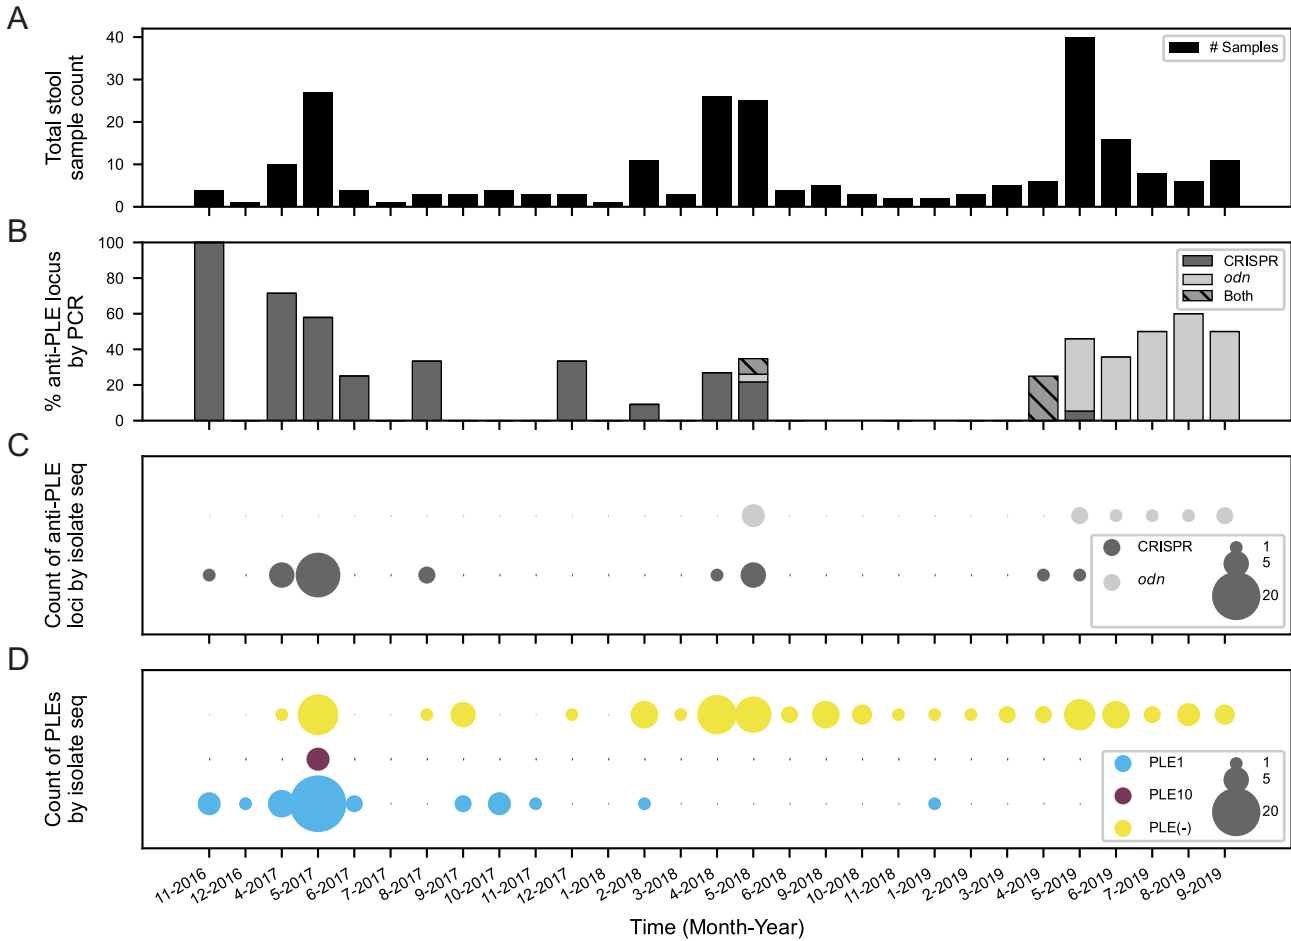 A
Total stool
sample count
40
30
20
10
0
# Samples
B
% anti-PLE locus
by PCR
100
80
60
40
20
0
CRISPR
odn
Both
C
Count of anti-PLE
loci by isolate seq
CRISPR
odn
1
5
20
D
Count of PLEs
by isolate seq
PLE1
PLE10
PLE(-)
1
5
20
11-2016
12-2016
4-2017
5-2017
6-2017
7-2017
8-2017
9-2017
10-2017
11-2017
12-2017
1-2018
2-2018
3-2018
4-2018
5-2018
6-2018
9-2018
10-2018
11-2018
1-2019
2-2019
3-2019
4-2019
5-2019
6-2019
7-2019
8-2019
9-2019
Time (Month-Year)